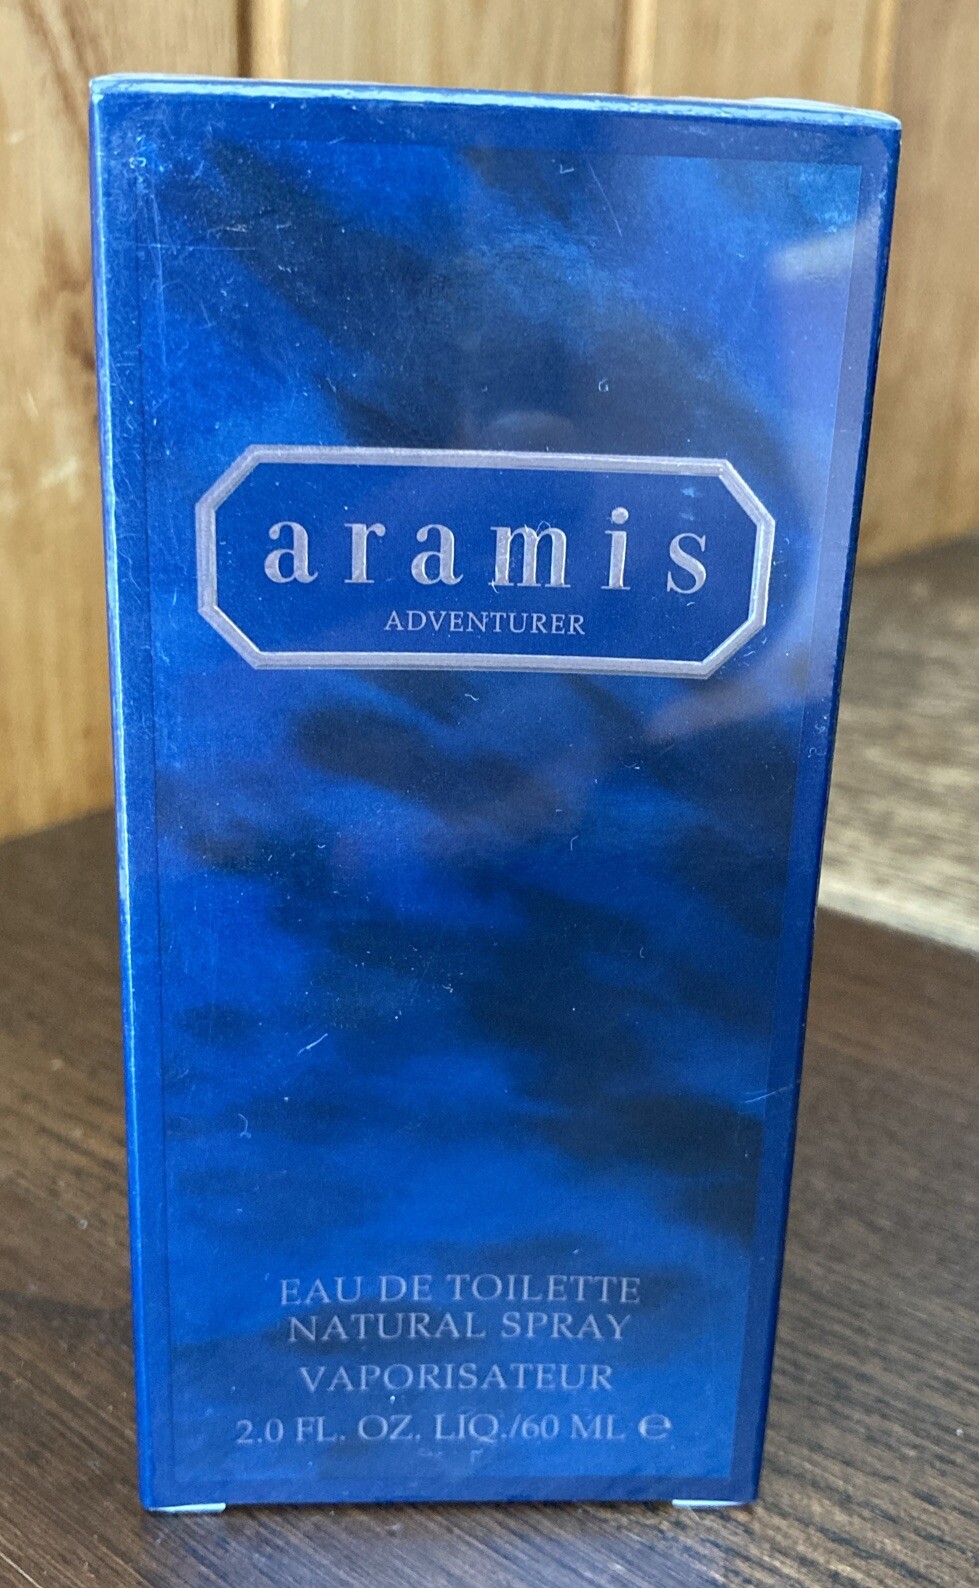 aramis
ADVENTURER
EAU DE TOILETTE
NATURAL SPRAY
VAPORISATEUR
2.0 FL. OZ. LIQ./60 ML ℮